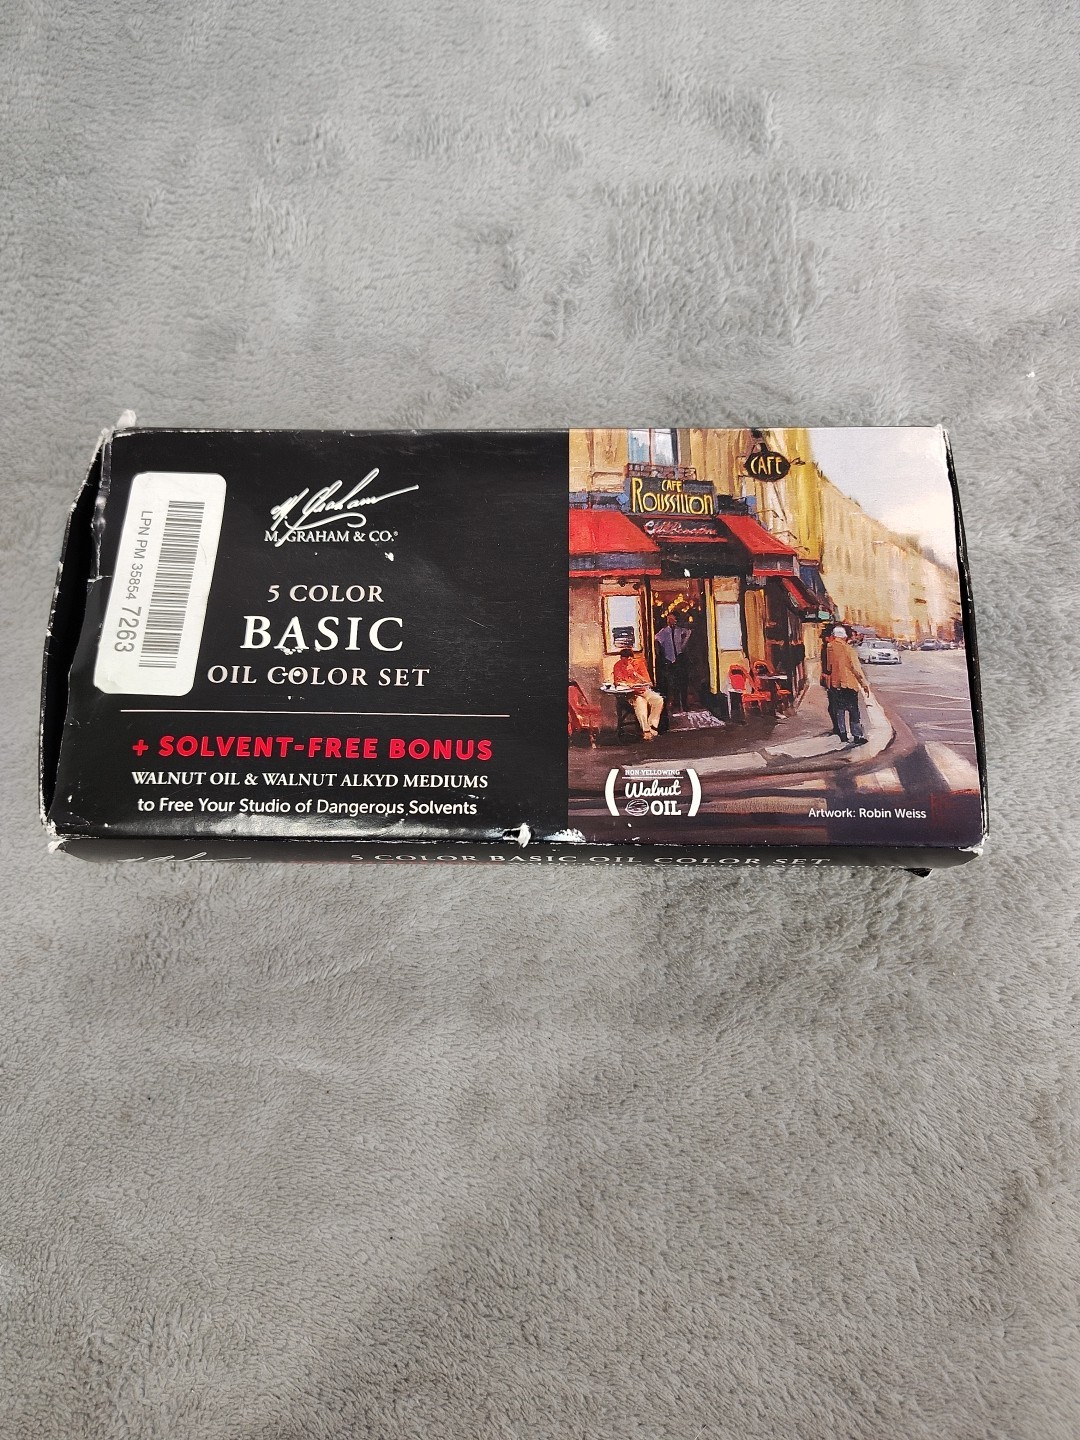 LPN PM 35854 7263
M. Graham
M. GRAHAM & CO.®
5 COLOR
BASIC
OIL COLOR SET
+ SOLVENT-FREE BONUS
WALNUT OIL & WALNUT ALKYD MEDIUMS
to Free Your Studio of Dangerous Solvents
CAFE
CAFE
ROUSSILLON
NON-YELLOWING
Walnut
OIL
Artwork: Robin Weiss
5 COLOR BASIC OIL COLOR SET